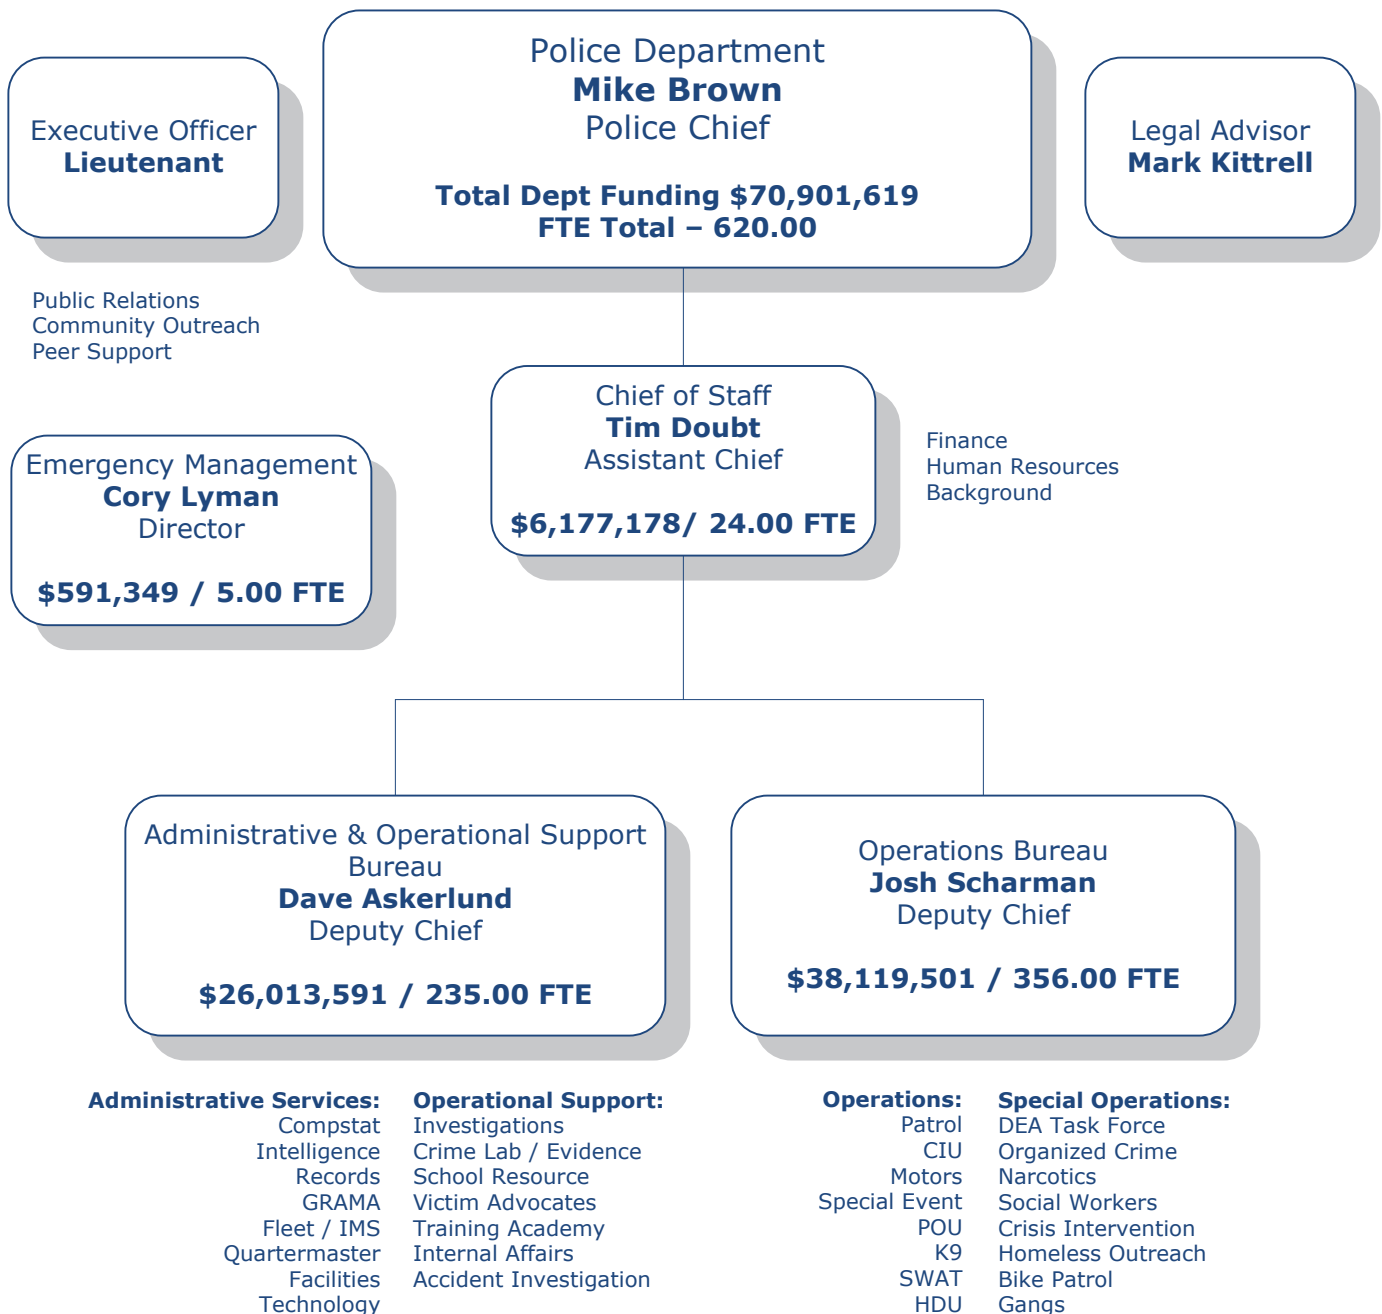 Police Department
Mike Brown
Police Chief
Total Dept Funding $70,901,619
FTE Total – 620.00
Executive Officer
Lieutenant
Legal Advisor
Mark Kittrell
Public Relations
Community Outreach
Peer Support
Chief of Staff
Tim Doubt
Assistant Chief
$6,177,178/ 24.00 FTE
Finance
Human Resources
Background
Emergency Management
Cory Lyman
Director
$591,349 / 5.00 FTE
Administrative & Operational Support
Bureau
Dave Askerlund
Deputy Chief
$26,013,591 / 235.00 FTE
Operations Bureau
Josh Scharman
Deputy Chief
$38,119,501 / 356.00 FTE
Administrative Services:
Compstat
Intelligence
Records
GRAMA
Fleet / IMS
Quartermaster
Facilities
Technology
Operational Support:
Investigations
Crime Lab / Evidence
School Resource
Victim Advocates
Training Academy
Internal Affairs
Accident Investigation
Operations:
Patrol
CIU
Motors
Special Event
POU
K9
SWAT
HDU
Special Operations:
DEA Task Force
Organized Crime
Narcotics
Social Workers
Crisis Intervention
Homeless Outreach
Bike Patrol
Gangs